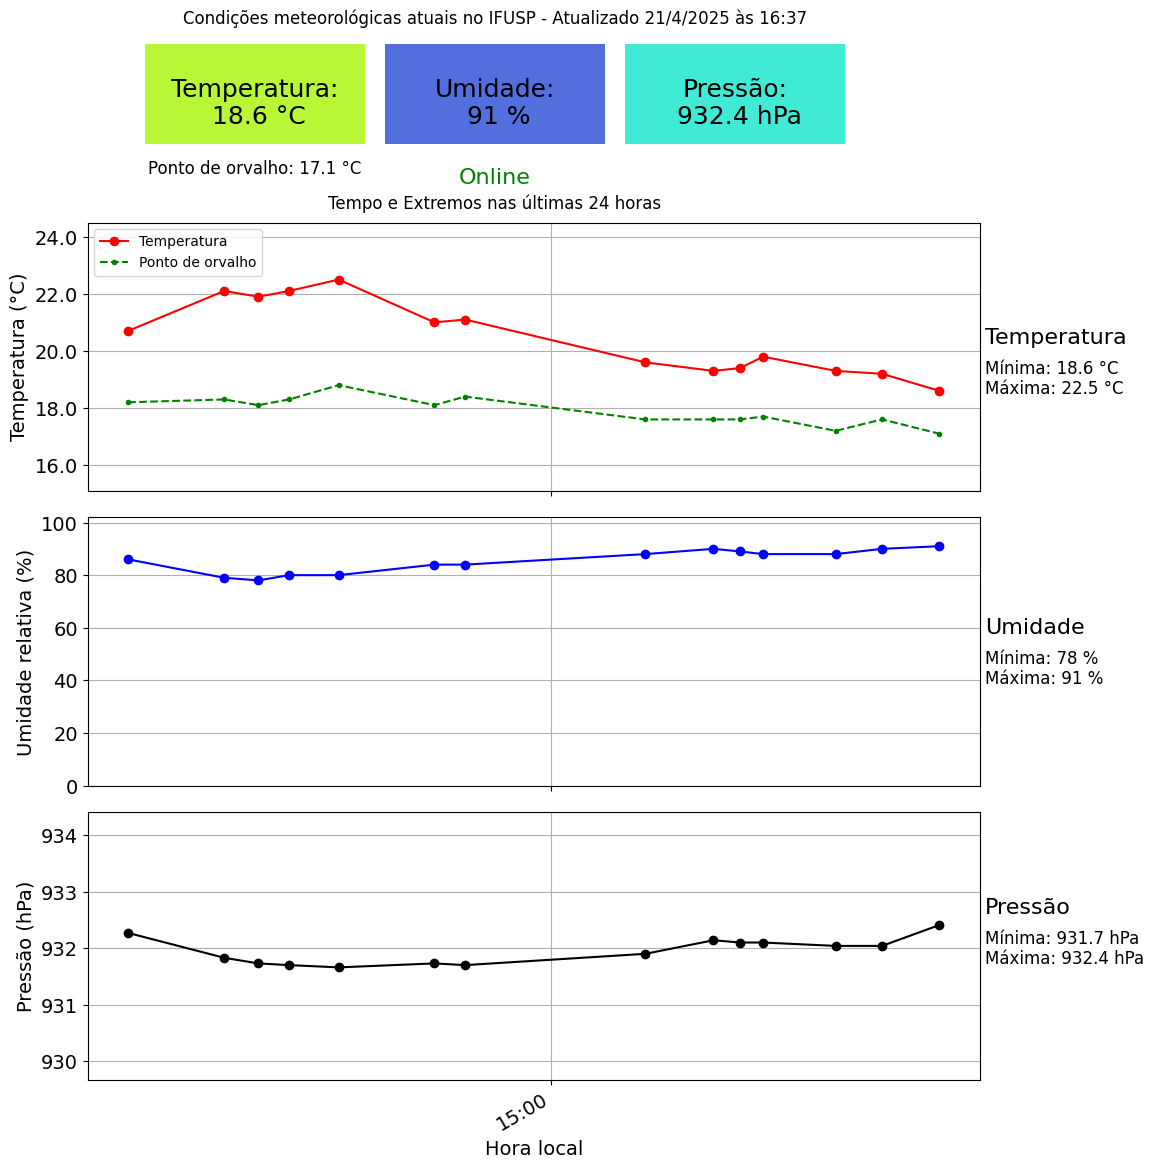 Condições meteorológicas atuais no IFUSP - Atualizado 21/4/2025 às 16:37
Temperatura:
18.6 °C
Umidade:
91 %
Pressão:
932.4 hPa
Ponto de orvalho: 17.1 °C
Online
Tempo e Extremos nas últimas 24 horas
Temperatura (°C)
24.0
22.0
20.0
18.0
16.0
Temperatura
Ponto de orvalho
Temperatura
Mínima: 18.6 °C
Máxima: 22.5 °C
Umidade relativa (%)
100
80
60
40
20
0
Umidade
Mínima: 78 %
Máxima: 91 %
Pressão (hPa)
934
933
932
931
930
Pressão
Mínima: 931.7 hPa
Máxima: 932.4 hPa
15:00
Hora local